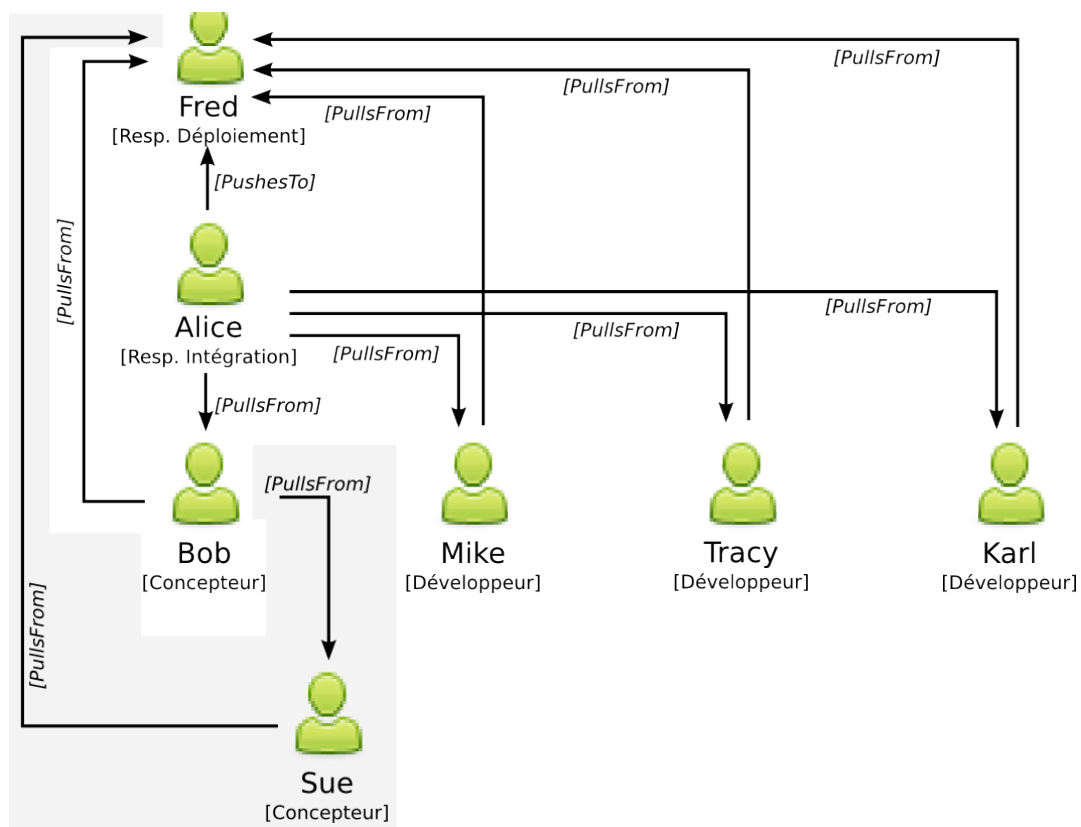 [PullsFrom]
[PullsFrom]
[PullsFrom]
Fred
[Resp. Déploiement]
[PushesTo]
[PullsFrom]
Alice
[Resp. Intégration]
[PullsFrom]
[PullsFrom]
[PullsFrom]
[PullsFrom]
[PullsFrom]
Bob
[Concepteur]
Mike
[Développeur]
Tracy
[Développeur]
Karl
[Développeur]
[PullsFrom]
Sue
[Concepteur]